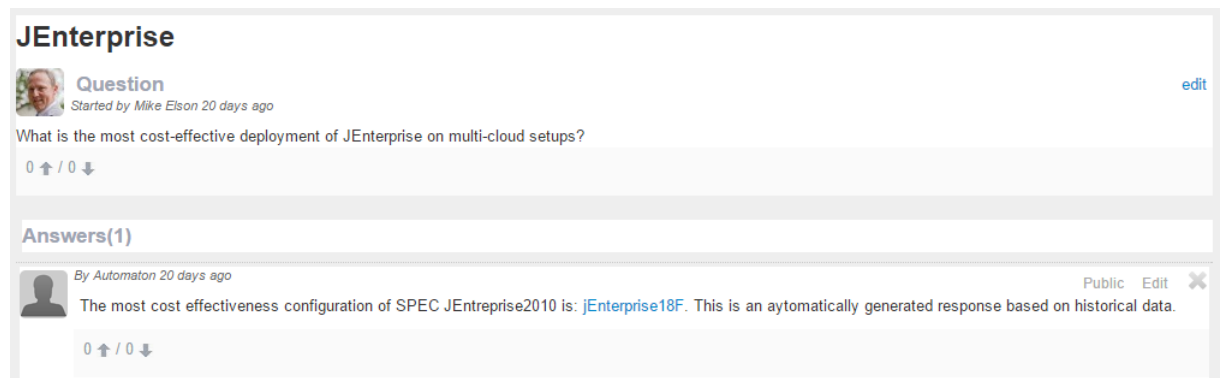 JEnterprise
Question
edit
Started by Mike Elson 20 days ago
What is the most cost-effective deployment of JEnterprise on multi-cloud setups?
0 / 0
Answers(1)
By Automaton 20 days ago
Public Edit
The most cost effectiveness configuration of SPEC JEntreprise2010 is: jEnterprise18F. This is an aytomatically generated response based on historical data.
0 / 0